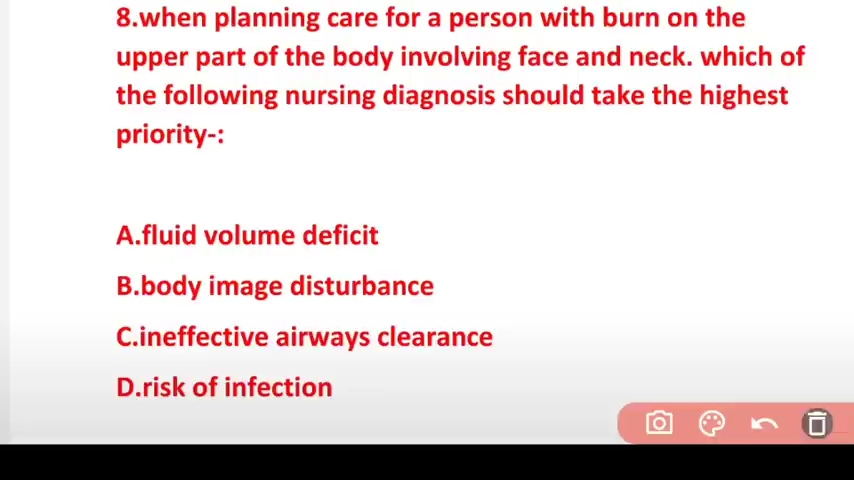 8.when planning care for a person with burn on the
upper part of the body involving face and neck. which of
the following nursing diagnosis should take the highest
priority-:
A.fluid volume deficit
B.body image disturbance
C.ineffective airways clearance
D.risk of infection